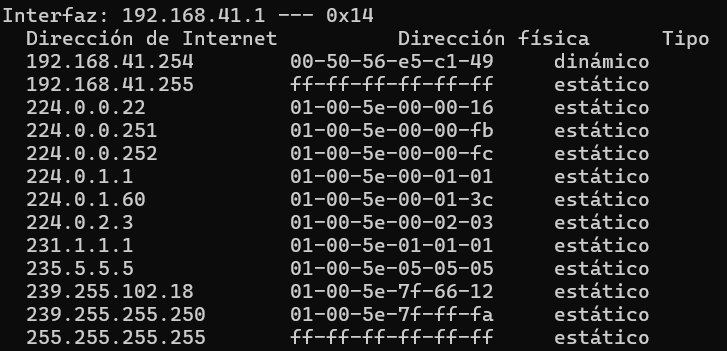 Interfaz: 192.168.41.1 --- 0x14
Dirección de Internet Dirección física Tipo
192.168.41.254 00-50-56-e5-c1-49 dinámico
192.168.41.255 ff-ff-ff-ff-ff-ff estático
224.0.0.22 01-00-5e-00-00-16 estático
224.0.0.251 01-00-5e-00-00-fb estático
224.0.0.252 01-00-5e-00-00-fc estático
224.0.1.1 01-00-5e-00-01-01 estático
224.0.1.60 01-00-5e-00-01-3c estático
224.0.2.3 01-00-5e-00-02-03 estático
231.1.1.1 01-00-5e-01-01-01 estático
235.5.5.5 01-00-5e-05-05-05 estático
239.255.102.18 01-00-5e-7f-66-12 estático
239.255.255.250 01-00-5e-7f-ff-fa estático
255.255.255.255 ff-ff-ff-ff-ff-ff estático